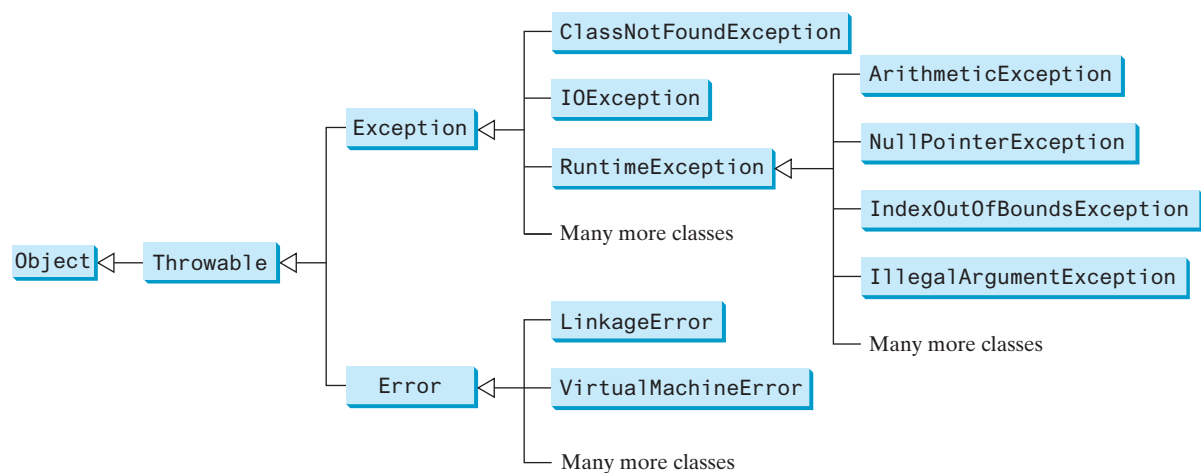 ClassNotFoundException
ArithmeticException
IOException
Exception
NullPointerException
RuntimeException
IndexOutOfBoundsException
Many more classes
Object
Throwable
IllegalArgumentException
LinkageError
Many more classes
Error
VirtualMachineError
Many more classes